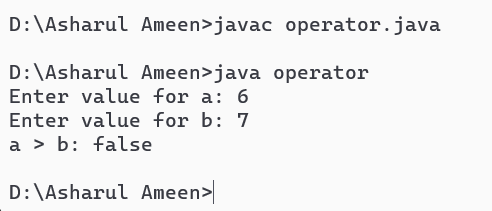 D:\Asharul Ameen>javac operator.java
D:\Asharul Ameen>java operator
Enter value for a: 6
Enter value for b: 7
a > b: false
D:\Asharul Ameen>